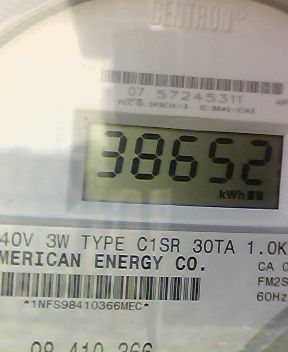 CENTRON®
07 57245311
38652
kWh
40V 3W TYPE C1SR 30TA 1.0K
MERICAN ENERGY CO.
CA 0
FM2S
60Hz
*1NFS98410366MEC*
98 410 366